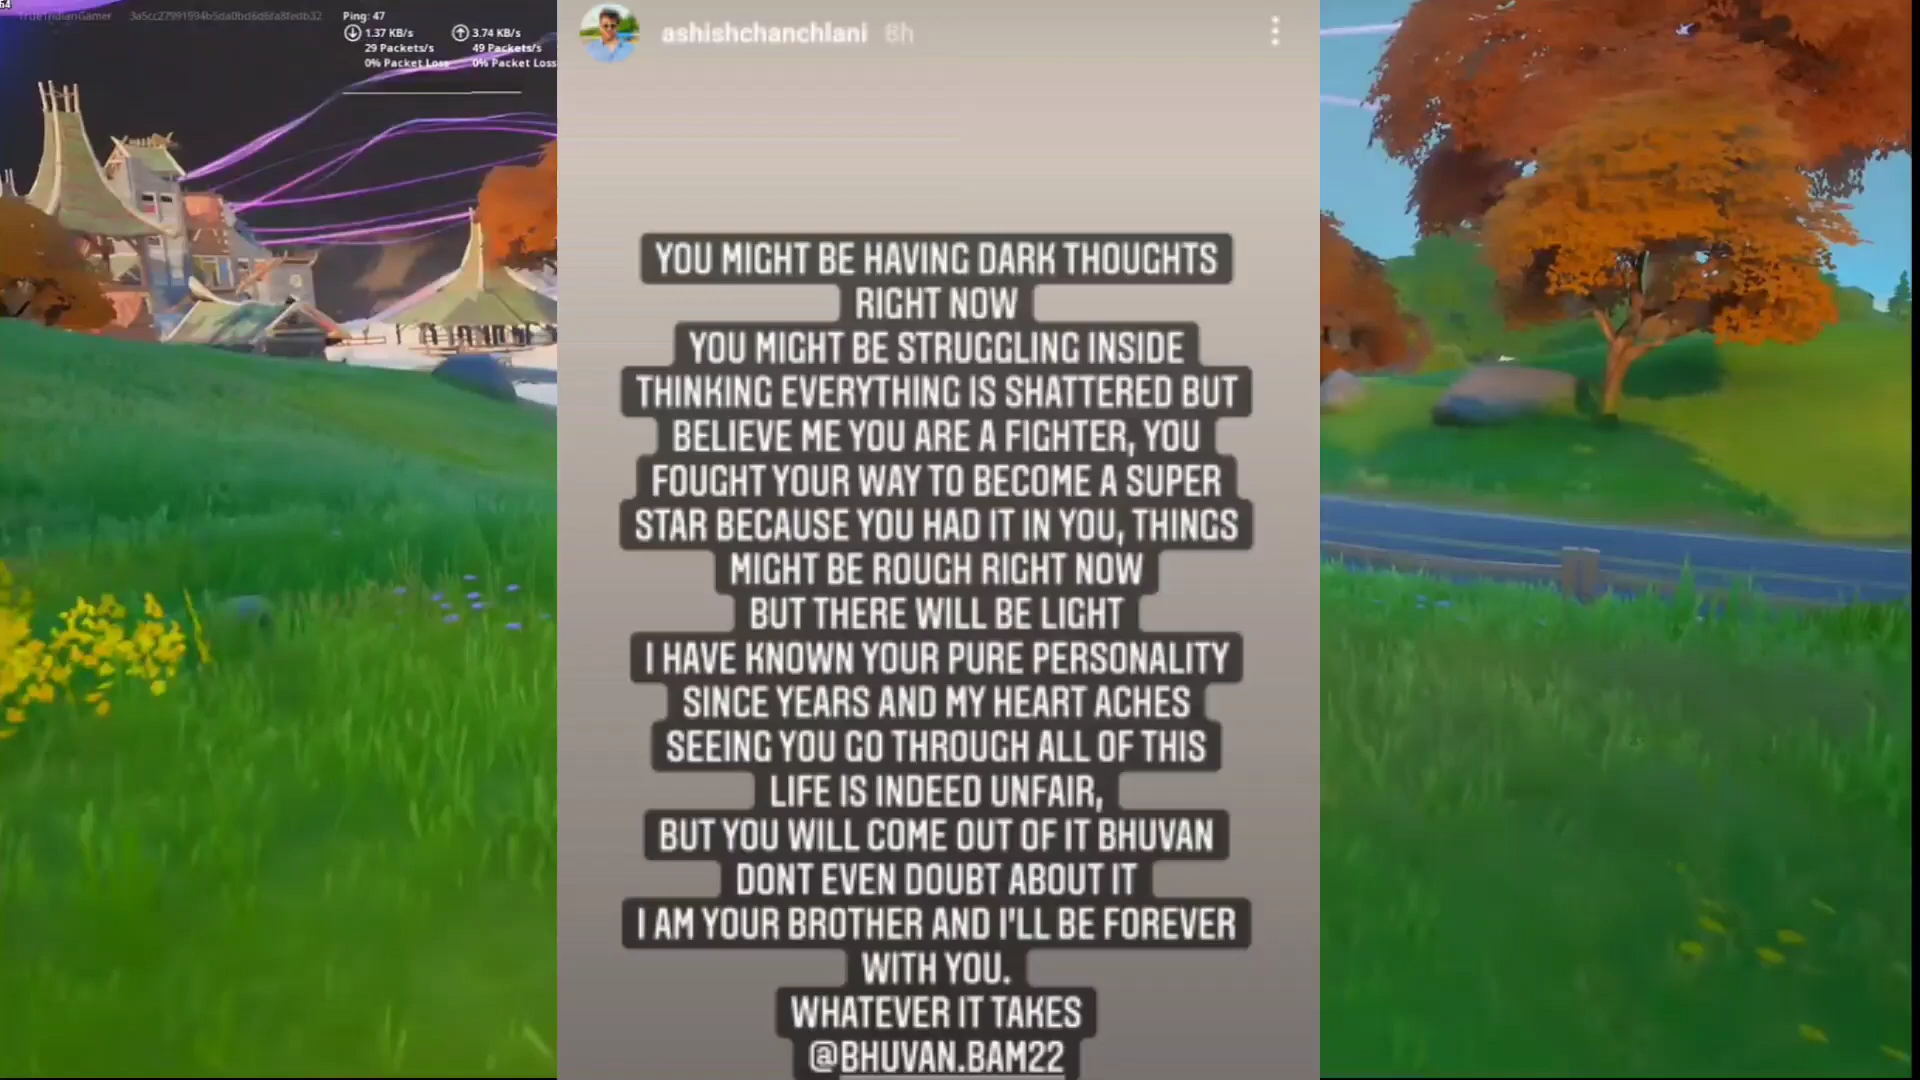 64
TrueIndianGamer
Ping: 47
1.37 KB/s 3.74 KB/s
29 Packets/s 49 Packets/s
0% Packet Loss 0% Packet Loss
ashishchanchlani 8h
YOU MIGHT BE HAVING DARK THOUGHTS
RIGHT NOW
YOU MIGHT BE STRUGGLING INSIDE
THINKING EVERYTHING IS SHATTERED BUT
BELIEVE ME YOU ARE A FIGHTER, YOU
FOUGHT YOUR WAY TO BECOME A SUPER
STAR BECAUSE YOU HAD IT IN YOU, THINGS
MIGHT BE ROUGH RIGHT NOW
BUT THERE WILL BE LIGHT
I HAVE KNOWN YOUR PURE PERSONALITY
SINCE YEARS AND MY HEART ACHES
SEEING YOU GO THROUGH ALL OF THIS
LIFE IS INDEED UNFAIR,
BUT YOU WILL COME OUT OF IT BHUVAN
DONT EVEN DOUBT ABOUT IT
I AM YOUR BROTHER AND I'LL BE FOREVER
WITH YOU.
WHATEVER IT TAKES
@BHUVAN.BAM22